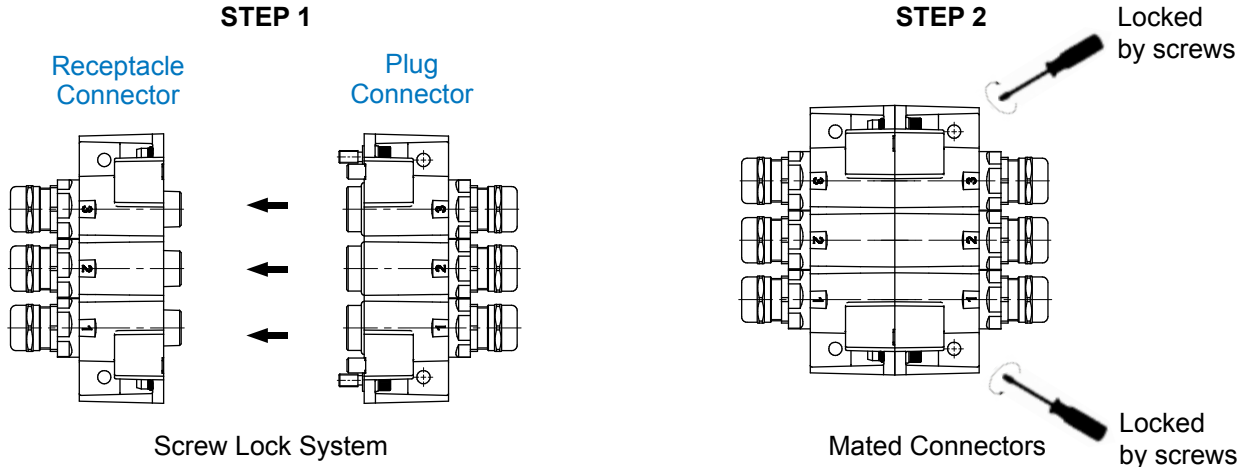 STEP 1
Receptacle
Connector
Plug
Connector
3
2
1
3
2
1
Screw Lock System
STEP 2
Locked
by screws
3
2
1
3
2
1
Mated Connectors
Locked
by screws